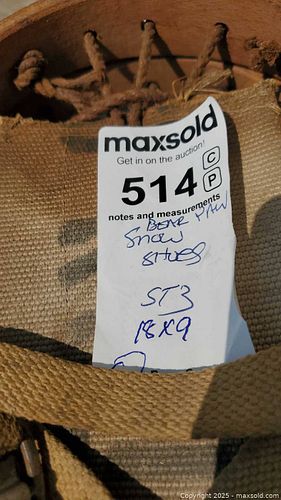 maxsold
Get in on the auction!
514 C P
notes and measurements
BEAR PAW
SNOW
SHOES
ST3
18x9
Copyright 2025 - maxsold.com